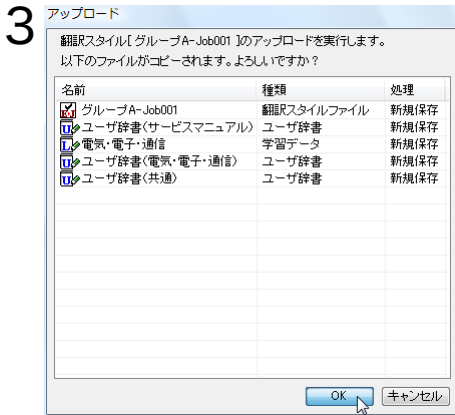 3
アップロード
翻訳スタイル[ グループA-Job001 ]のアップロードを実行します。
以下のファイルがコピーされます。よろしいですか？
名前 種類 処理
グループA-Job001 翻訳スタイルファイル 新規保存
ユーザ辞書(サービスマニュアル) ユーザ辞書 新規保存
電気・電子・通信 学習データ 新規保存
ユーザ辞書(電気・電子・通信) ユーザ辞書 新規保存
ユーザ辞書(共通) ユーザ辞書 新規保存
OK キャンセル